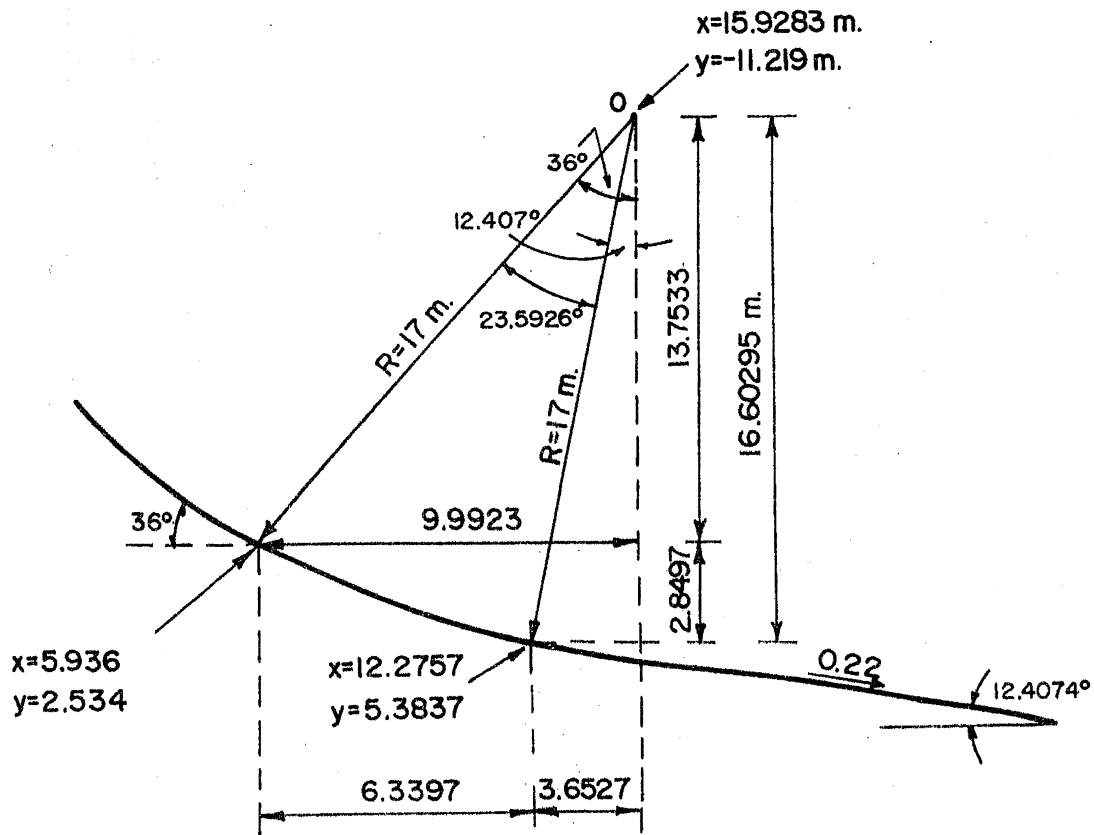 x=15.9283 m.
y=-11.219 m.
O
36°
12.407°
23.5926°
R=17 m.
R=17 m.
13.7533
16.60295 m.
36°
9.9923
2.8497
x=5.936
y=2.534
x=12.2757
y=5.3837
0.22
12.4074°
6.3397
3.6527